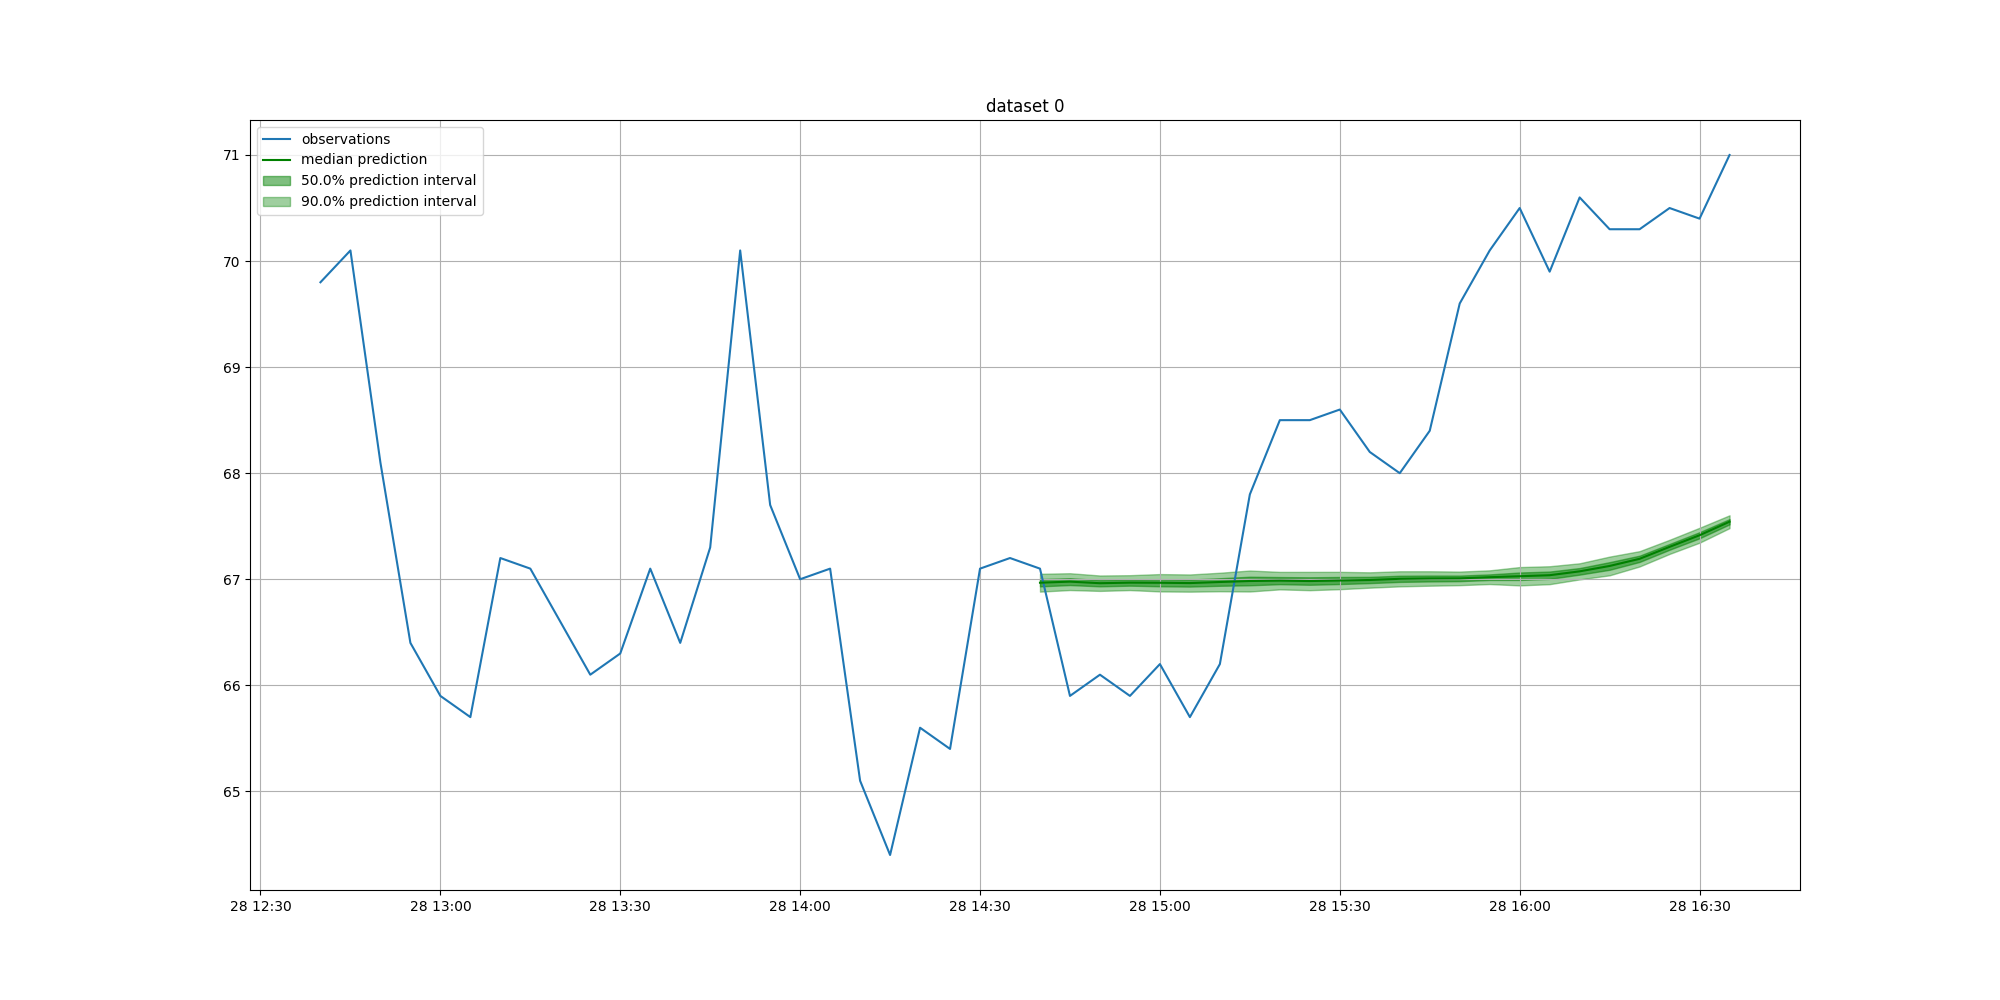 dataset 0
observations
median prediction
50.0% prediction interval
90.0% prediction interval
71
70
69
68
67
66
65
28 12:30 28 13:00 28 13:30 28 14:00 28 14:30 28 15:00 28 15:30 28 16:00 28 16:30